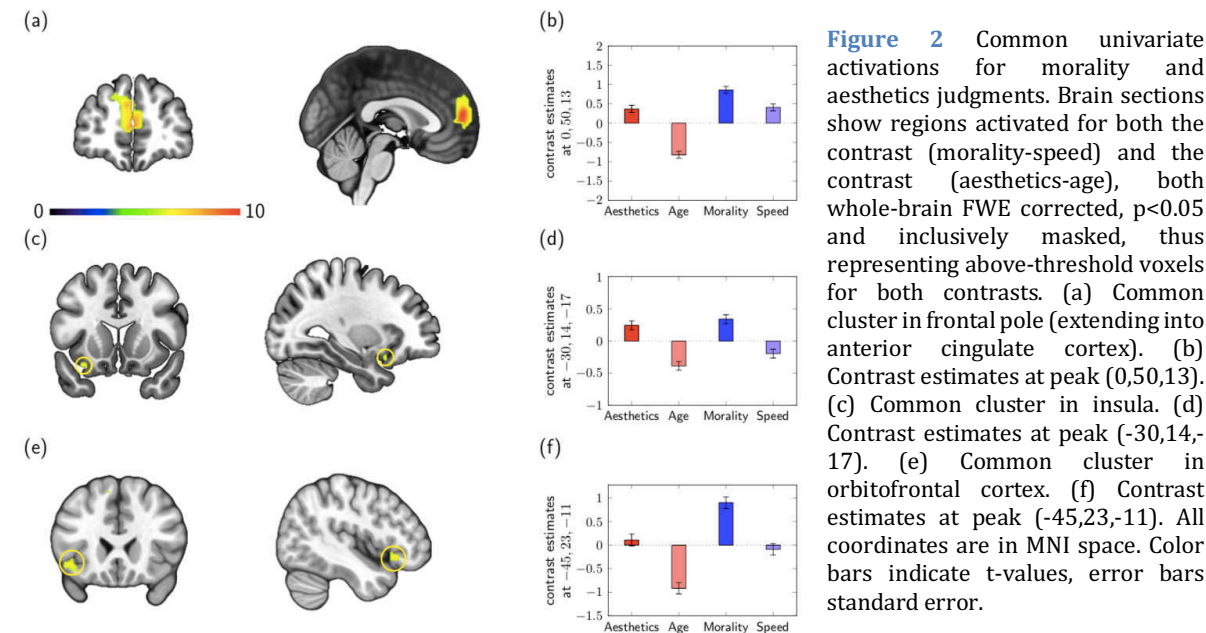 (a)
0
10
(b)
contrast estimates
at 0, 50, 13
2
1.5
1
0.5
0
−0.5
−1
−1.5
−2
Aesthetics Age Morality Speed
(c)
(d)
contrast estimates
at −30, 14, −17
1
0.5
0
−0.5
−1
Aesthetics Age Morality Speed
(e)
(f)
contrast estimates
at −45, 23, −11
1
0.5
0
−0.5
−1
−1.5
Aesthetics Age Morality Speed
Figure 2 Common univariate
activations for morality and
aesthetics judgments. Brain sections
show regions activated for both the
contrast (morality-speed) and the
contrast (aesthetics-age), both
whole-brain FWE corrected, p<0.05
and inclusively masked, thus
representing above-threshold voxels
for both contrasts. (a) Common
cluster in frontal pole (extending into
anterior cingulate cortex). (b)
Contrast estimates at peak (0,50,13).
(c) Common cluster in insula. (d)
Contrast estimates at peak (-30,14,-
17). (e) Common cluster in
orbitofrontal cortex. (f) Contrast
estimates at peak (-45,23,-11). All
coordinates are in MNI space. Color
bars indicate t-values, error bars
standard error.